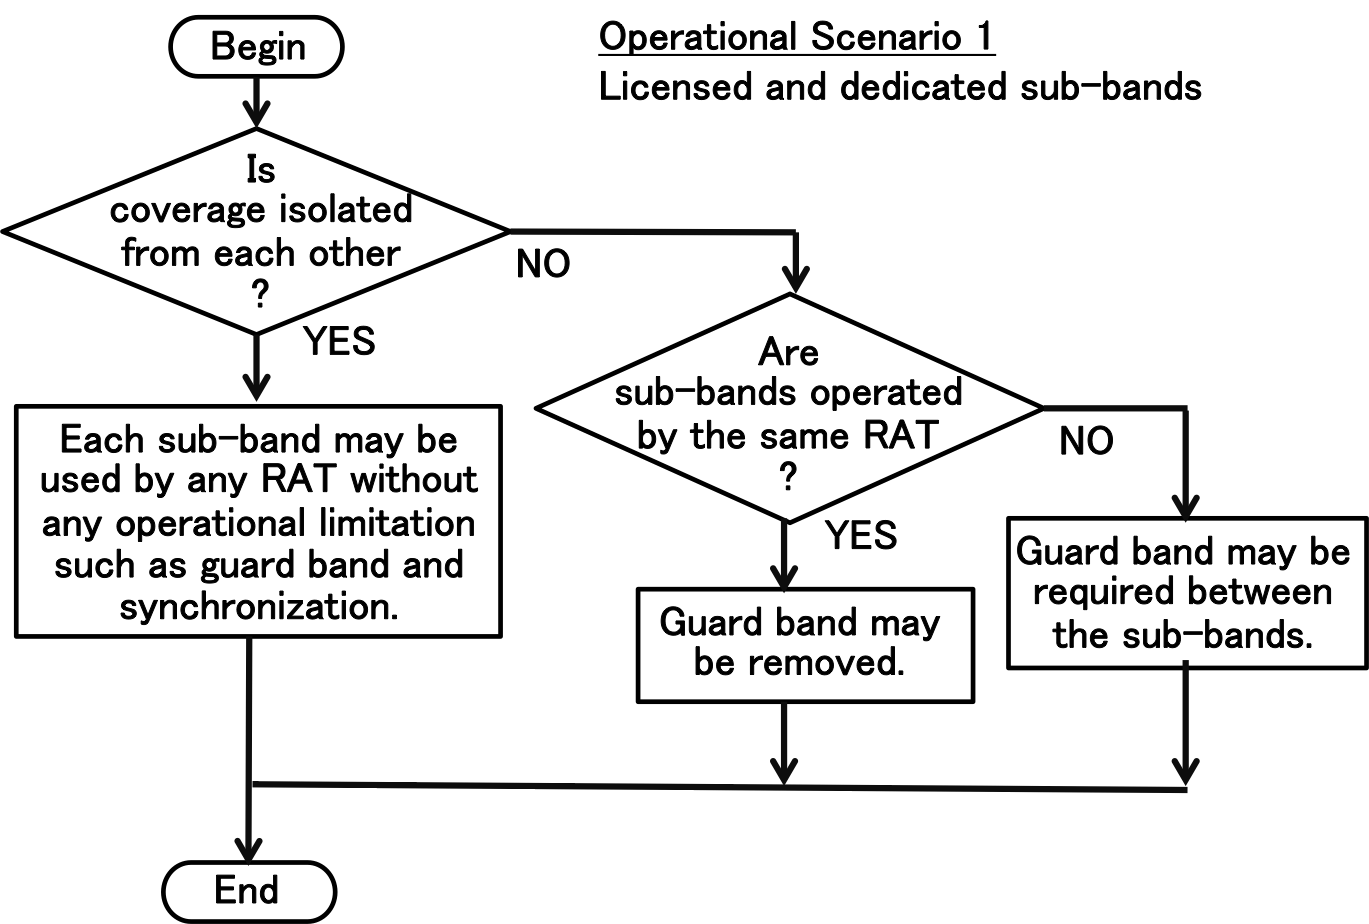 Begin
Operational Scenario 1
Licensed and dedicated sub-bands
Is
coverage isolated
from each other
?
NO
YES
Are
sub-bands operated
by the same RAT
?
NO
YES
Each sub-band may be
used by any RAT without
any operational limitation
such as guard band and
synchronization.
Guard band may
be removed.
Guard band may be
required between
the sub-bands.
End